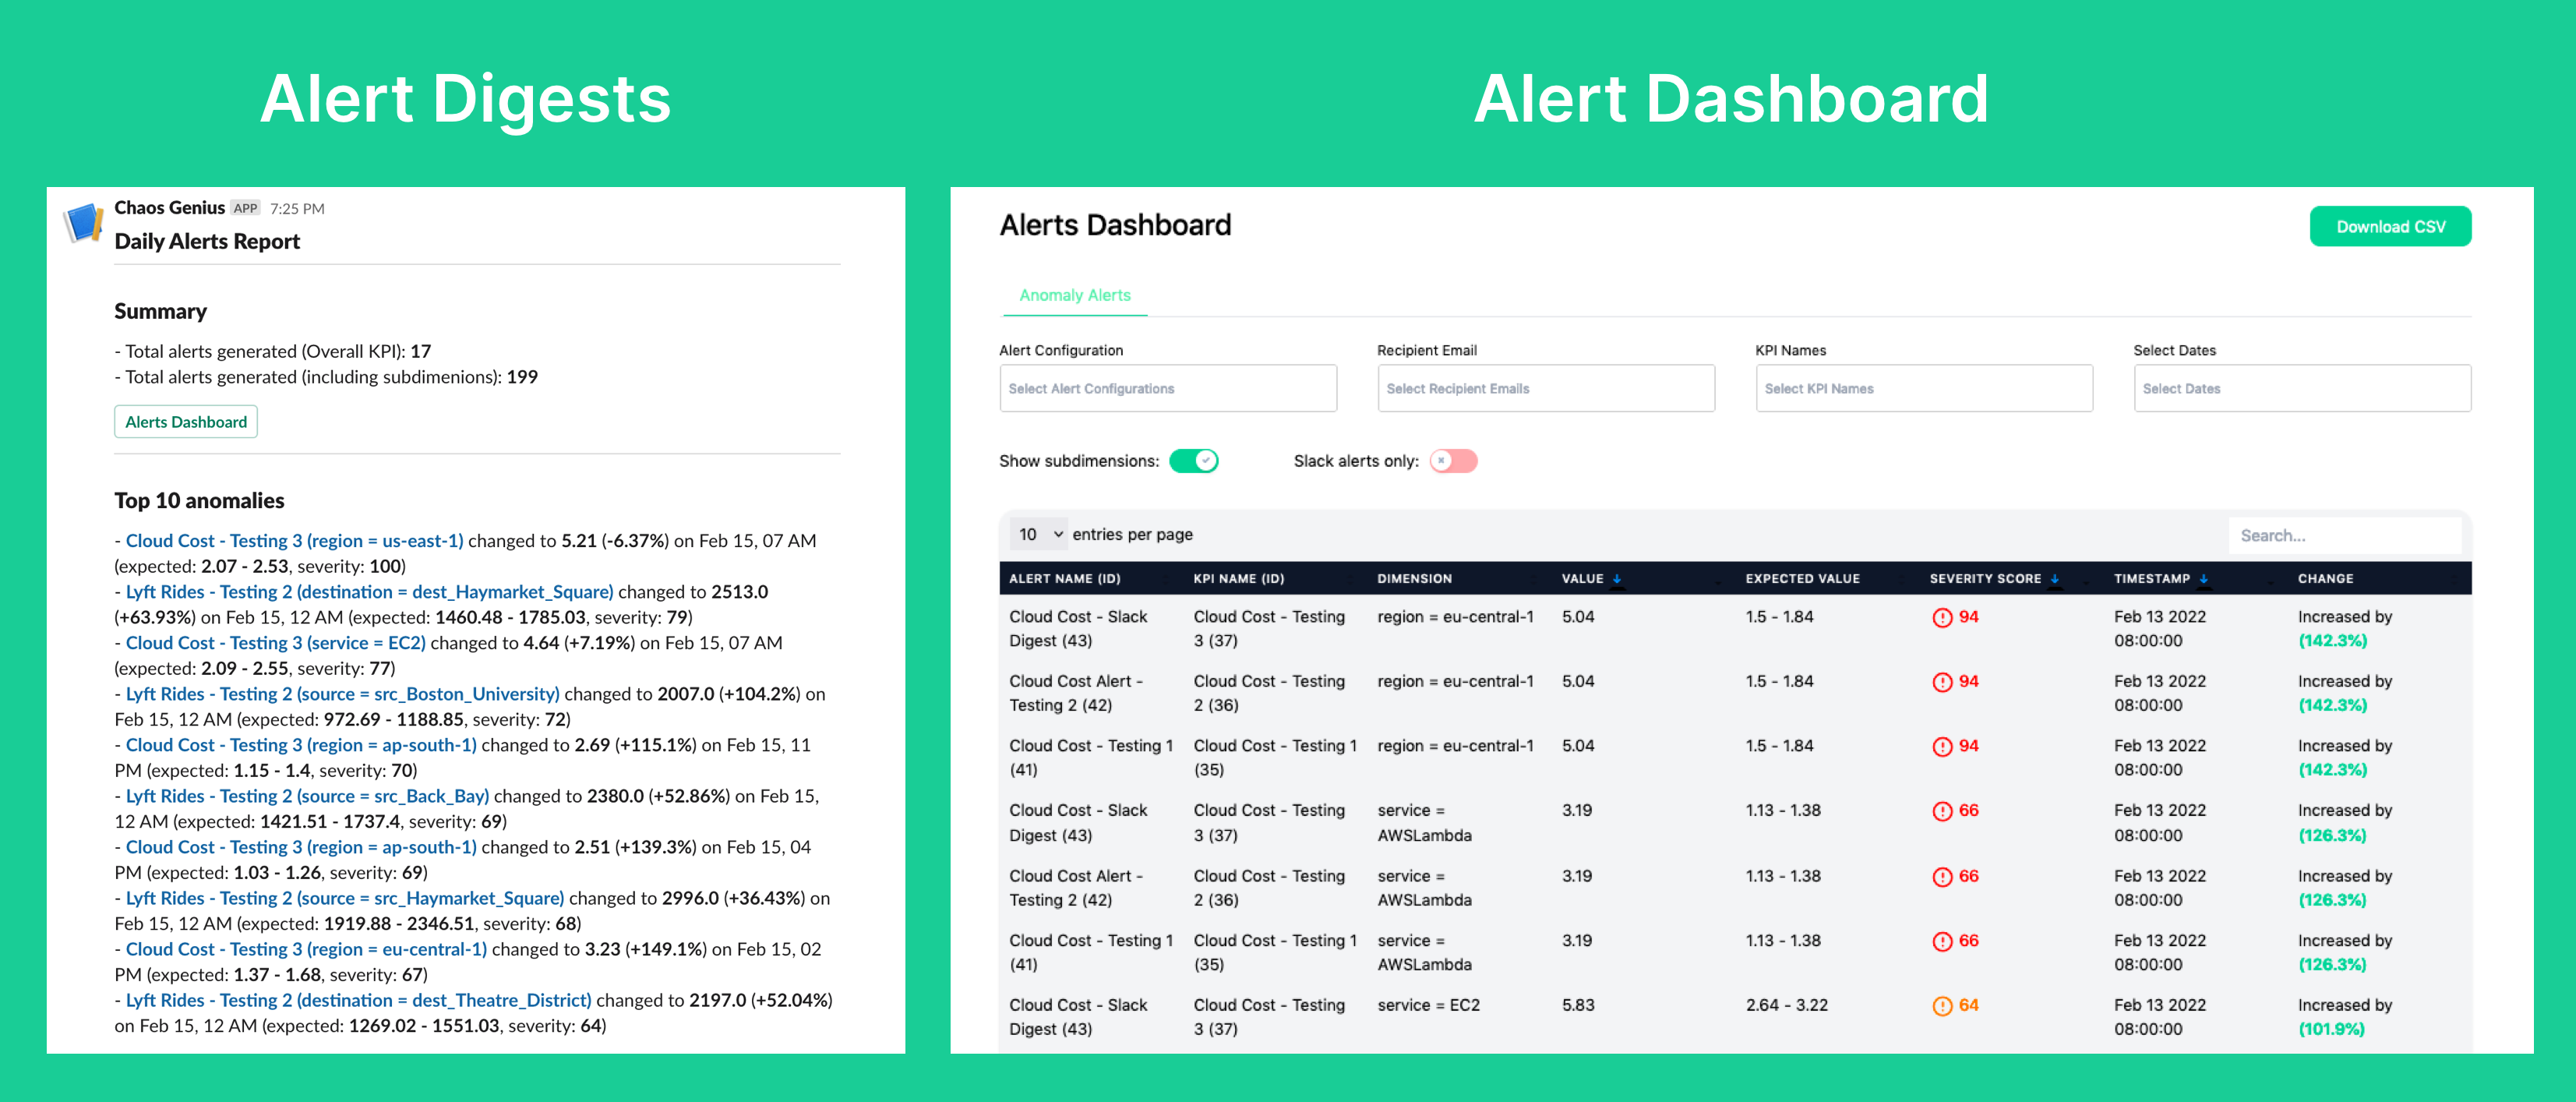 Alert Digests
Alert Dashboard
Chaos Genius APP 7:25 PM
Daily Alerts Report
Summary
- Total alerts generated (Overall KPI): 17
- Total alerts generated (including subdimenions): 199
Alerts Dashboard
Top 10 anomalies
- Cloud Cost - Testing 3 (region = us-east-1) changed to 5.21 (-6.37%) on Feb 15, 07 AM
(expected: 2.07 - 2.53, severity: 100)
- Lyft Rides - Testing 2 (destination = dest_Haymarket_Square) changed to 2513.0
(+63.93%) on Feb 15, 12 AM (expected: 1460.48 - 1785.03, severity: 79)
- Cloud Cost - Testing 3 (service = EC2) changed to 4.64 (+7.19%) on Feb 15, 07 AM
(expected: 2.09 - 2.55, severity: 77)
- Lyft Rides - Testing 2 (source = src_Boston_University) changed to 2007.0 (+104.2%) on
Feb 15, 12 AM (expected: 972.69 - 1188.85, severity: 72)
- Cloud Cost - Testing 3 (region = ap-south-1) changed to 2.69 (+115.1%) on Feb 15, 11
PM (expected: 1.15 - 1.4, severity: 70)
- Lyft Rides - Testing 2 (source = src_Back_Bay) changed to 2380.0 (+52.86%) on Feb 15,
12 AM (expected: 1421.51 - 1737.4, severity: 69)
- Cloud Cost - Testing 3 (region = ap-south-1) changed to 2.51 (+139.3%) on Feb 15, 04
PM (expected: 1.03 - 1.26, severity: 69)
- Lyft Rides - Testing 2 (source = src_Haymarket_Square) changed to 2996.0 (+36.43%) on
Feb 15, 12 AM (expected: 1919.88 - 2346.51, severity: 68)
- Cloud Cost - Testing 3 (region = eu-central-1) changed to 3.23 (+149.1%) on Feb 15, 02
PM (expected: 1.37 - 1.68, severity: 67)
- Lyft Rides - Testing 2 (destination = dest_Theatre_District) changed to 2197.0 (+52.04%)
on Feb 15, 12 AM (expected: 1269.02 - 1551.03, severity: 64)
Alerts Dashboard
Download CSV
Anomaly Alerts
Alert Configuration Recipient Email KPI Names Select Dates
Select Alert Configurations Select Recipient Emails Select KPI Names Select Dates
Show subdimensions: Slack alerts only:
10 entries per page Search...
ALERT NAME (ID) KPI NAME (ID) DIMENSION VALUE EXPECTED VALUE SEVERITY SCORE TIMESTAMP CHANGE
Cloud Cost - Slack Cloud Cost - Testing region = eu-central-1 5.04 1.5 - 1.84 94 Feb 13 2022 Increased by
Digest (43) 3 (37) 08:00:00 (142.3%)
Cloud Cost Alert - Cloud Cost - Testing region = eu-central-1 5.04 1.5 - 1.84 94 Feb 13 2022 Increased by
Testing 2 (42) 2 (36) 08:00:00 (142.3%)
Cloud Cost - Testing 1 Cloud Cost - Testing 1 region = eu-central-1 5.04 1.5 - 1.84 94 Feb 13 2022 Increased by
(41) (35) 08:00:00 (142.3%)
Cloud Cost - Slack Cloud Cost - Testing service = 3.19 1.13 - 1.38 66 Feb 13 2022 Increased by
Digest (43) 3 (37) AWSLambda 08:00:00 (126.3%)
Cloud Cost Alert - Cloud Cost - Testing service = 3.19 1.13 - 1.38 66 Feb 13 2022 Increased by
Testing 2 (42) 2 (36) AWSLambda 08:00:00 (126.3%)
Cloud Cost - Testing 1 Cloud Cost - Testing 1 service = 3.19 1.13 - 1.38 66 Feb 13 2022 Increased by
(41) (35) AWSLambda 08:00:00 (126.3%)
Cloud Cost - Slack Cloud Cost - Testing service = EC2 5.83 2.64 - 3.22 64 Feb 13 2022 Increased by
Digest (43) 3 (37) 08:00:00 (101.9%)